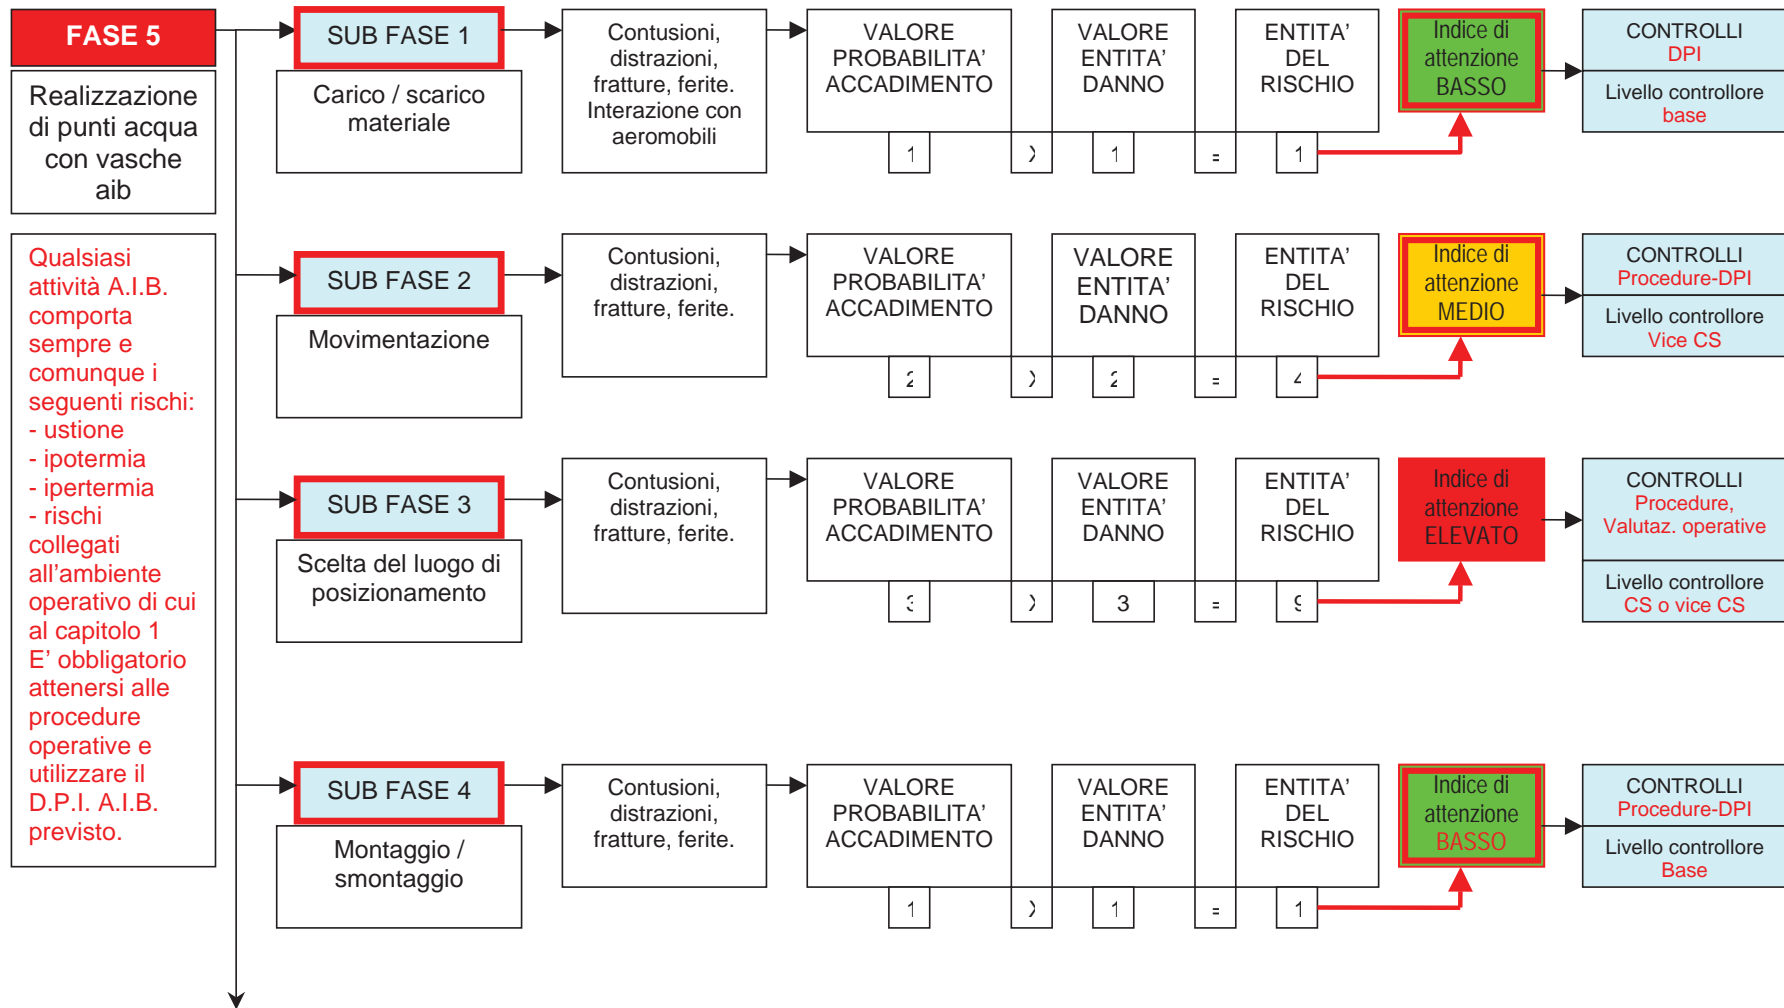 FASE 5
Realizzazione
di punti acqua
con vasche
aib
Qualsiasi
attività A.I.B.
comporta
sempre e
comunque i
seguenti rischi:
- ustione
- ipotermia
- ipertermia
- rischi
collegati
all’ambiente
operativo di cui
al capitolo 1
E’ obbligatorio
attenersi alle
procedure
operative e
utilizzare il
D.P.I. A.I.B.
previsto.
SUB FASE 1
Carico / scarico
materiale
Contusioni,
distrazioni,
fratture, ferite.
Interazione con
aeromobili
VALORE
PROBABILITA’
ACCADIMENTO
VALORE
ENTITA’
DANNO
ENTITA’
DEL
RISCHIO
1 X 1 = 1
Indice di
attenzione
BASSO
CONTROLLI
DPI
Livello controllore
base
SUB FASE 2
Movimentazione
Contusioni,
distrazioni,
fratture, ferite.
VALORE
PROBABILITA’
ACCADIMENTO
VALORE
ENTITA’
DANNO
ENTITA’
DEL
RISCHIO
2 X 2 = 4
Indice di
attenzione
MEDIO
CONTROLLI
Procedure-DPI
Livello controllore
Vice CS
SUB FASE 3
Scelta del luogo di
posizionamento
Contusioni,
distrazioni,
fratture, ferite.
VALORE
PROBABILITA’
ACCADIMENTO
VALORE
ENTITA’
DANNO
ENTITA’
DEL
RISCHIO
3 X 3 = 9
Indice di
attenzione
ELEVATO
CONTROLLI
Procedure,
Valutaz. operative
Livello controllore
CS o vice CS
SUB FASE 4
Montaggio /
smontaggio
Contusioni,
distrazioni,
fratture, ferite.
VALORE
PROBABILITA’
ACCADIMENTO
VALORE
ENTITA’
DANNO
ENTITA’
DEL
RISCHIO
1 X 1 = 1
Indice di
attenzione
BASSO
CONTROLLI
Procedure-DPI
Livello controllore
Base